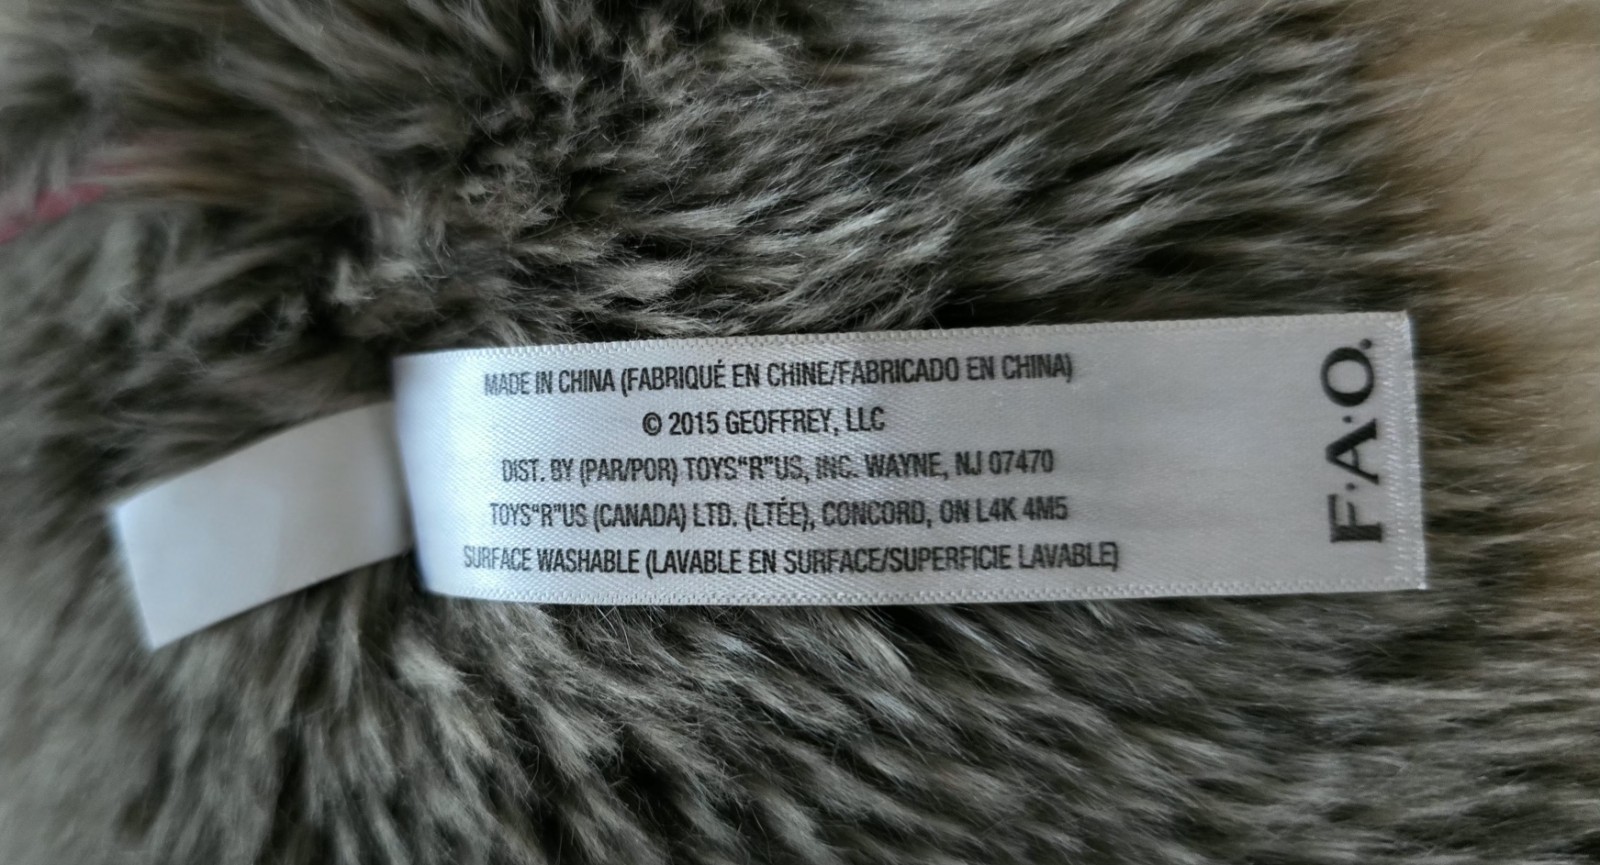 MADE IN CHINA (FABRIQUÉ EN CHINE/FABRICADO EN CHINA)
© 2015 GEOFFREY, LLC
DIST. BY (PAR/POR) TOYS"R"US, INC. WAYNE, NJ 07470
TOYS"R"US (CANADA) LTD. (LTÉE), CONCORD, ON L4K 4M5
SURFACE WASHABLE (LAVABLE EN SURFACE/SUPERFICIE LAVABLE)
F·A·O.